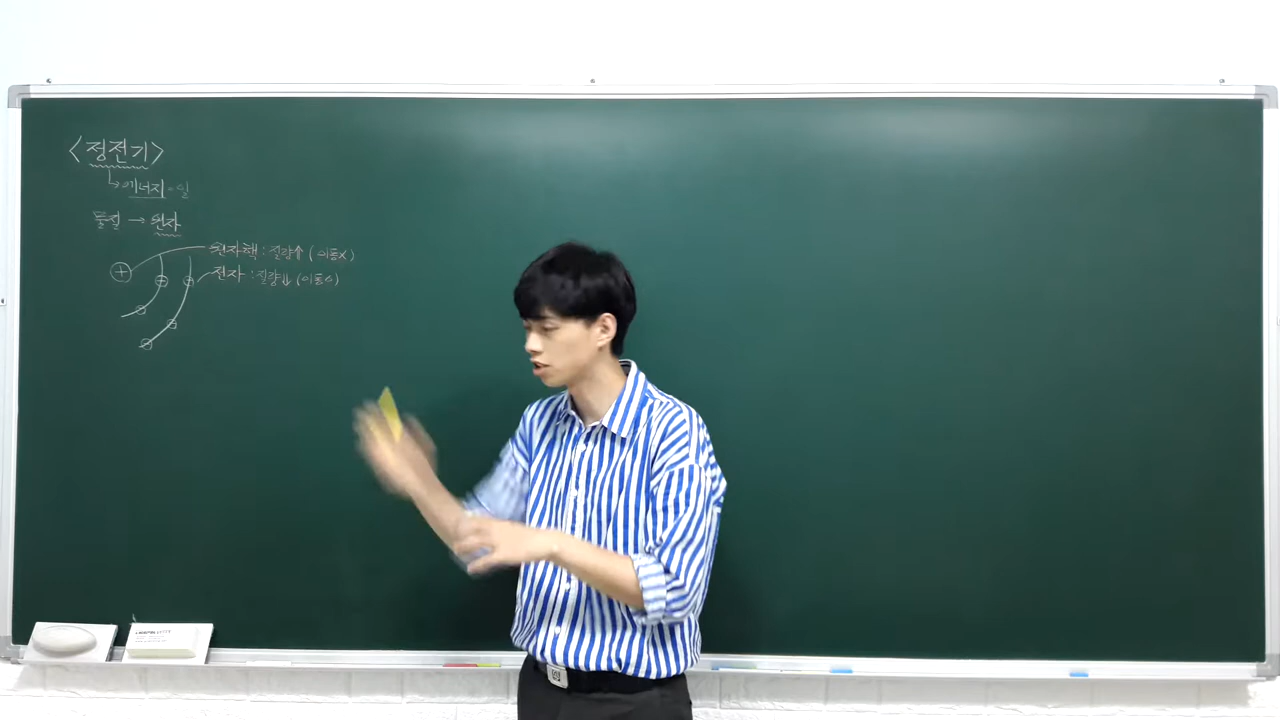 <정전기>
↳ 에너지 = 일
물질 → 원자
원자핵 : 질량↑ ( 이동X )
전자 : 질량↓ (이동O)